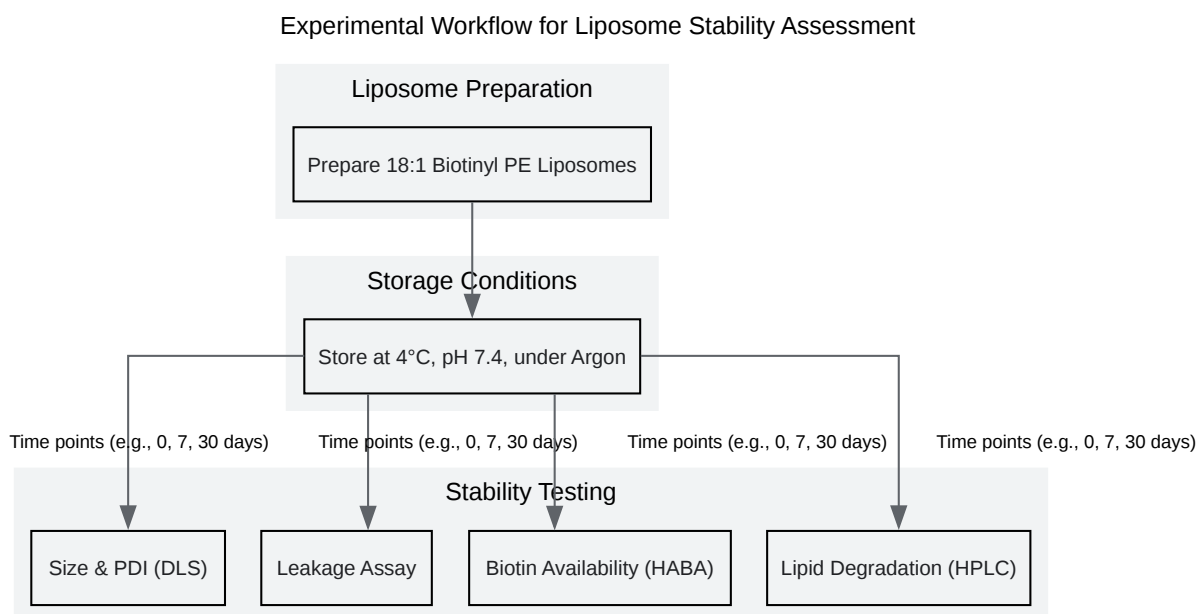 Experimental Workflow for Liposome Stability Assessment
Liposome Preparation
Prepare 18:1 Biotinyl PE Liposomes
Storage Conditions
Store at 4°C, pH 7.4, under Argon
Time points (e.g., 0, 7, 30 days)
Time points (e.g., 0, 7, 30 days)
Time points (e.g., 0, 7, 30 days)
Time points (e.g., 0, 7, 30 days)
Stability Testing
Size & PDI (DLS)
Leakage Assay
Biotin Availability (HABA)
Lipid Degradation (HPLC)